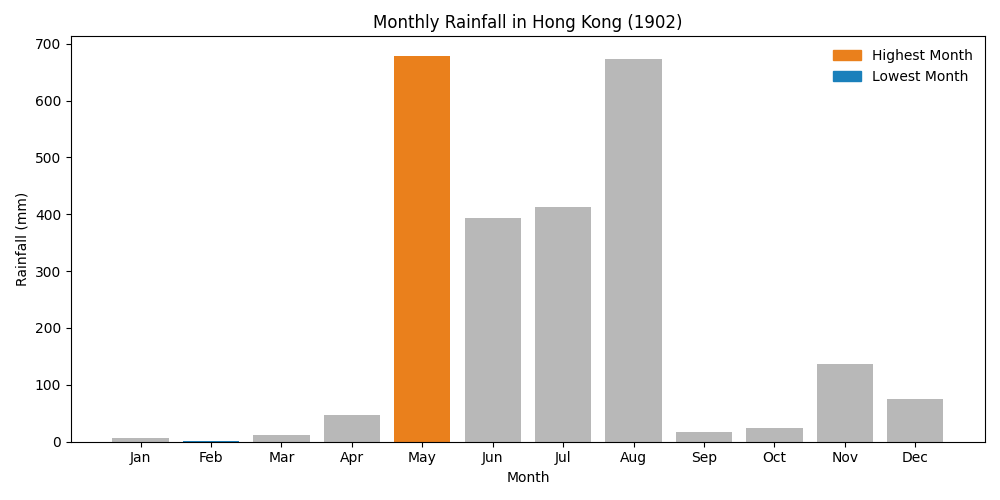 Monthly Rainfall in Hong Kong (1902)
Highest Month
Lowest Month
Rainfall (mm)
700
600
500
400
300
200
100
0
Jan Feb Mar Apr May Jun Jul Aug Sep Oct Nov Dec
Month